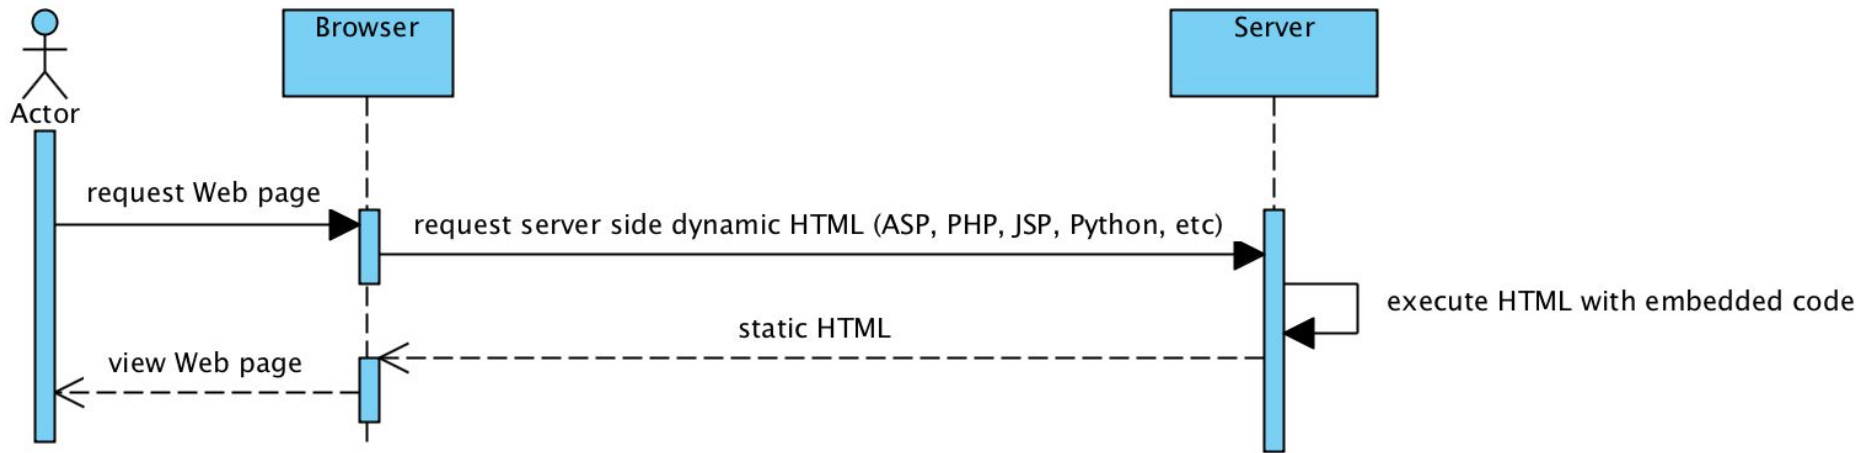 Browser
Server
Actor
request Web page
request server side dynamic HTML (ASP, PHP, JSP, Python, etc)
execute HTML with embedded code
static HTML
view Web page